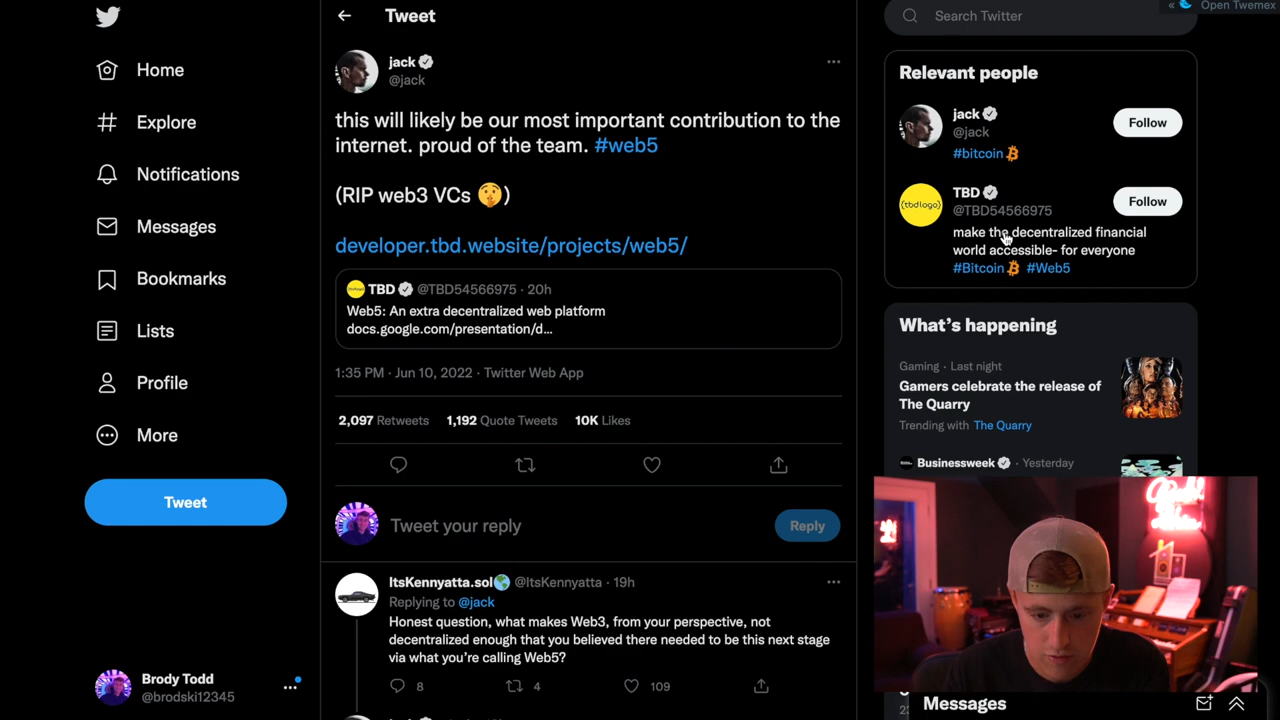 Home
Explore
Notifications
Messages
Bookmarks
Lists
Profile
More
Tweet
Brody Todd
@brodski12345
Tweet
jack
@jack
this will likely be our most important contribution to the
internet. proud of the team. #web5
(RIP web3 VCs 🤫)
developer.tbd.website/projects/web5/
TBD @TBD54566975 · 20h
Web5: An extra decentralized web platform
docs.google.com/presentation/d...
1:35 PM · Jun 10, 2022 · Twitter Web App
2,097 Retweets 1,192 Quote Tweets 10K Likes
Tweet your reply
Reply
ItsKennyatta.sol🌎 @ItsKennyatta · 19h
Replying to @jack
Honest question, what makes Web3, from your perspective, not
decentralized enough that you believed there needed to be this next stage
via what you're calling Web5?
8 4 109
« Open Twemex
Search Twitter
Relevant people
jack
@jack
Follow
#bitcoin
{tbdlogo}
TBD
@TBD54566975
Follow
make the decentralized financial
world accessible- for everyone
#Bitcoin #Web5
What's happening
Gaming · Last night
Gamers celebrate the release of
The Quarry
Trending with The Quarry
Businessweek · Yesterday
Messages